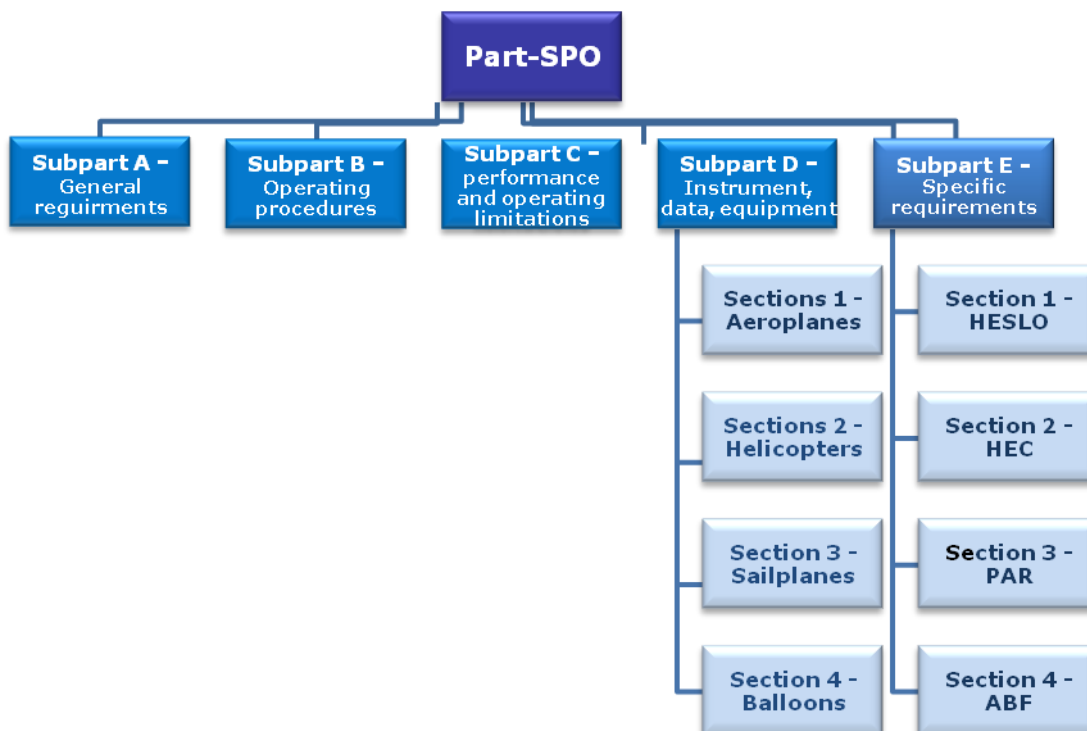 Part-SPO
Subpart A –
General
reguirments
Subpart B –
Operating
procedures
Subpart C –
performance
and operating
limitations
Subpart D –
Instrument,
data, equipment
Subpart E –
Specific
requirements
Sections 1 -
Aeroplanes
Sections 2 -
Helicopters
Section 3 -
Sailplanes
Section 4 -
Balloons
Section 1 -
HESLO
Section 2 -
HEC
Section 3 -
PAR
Section 4 -
ABF